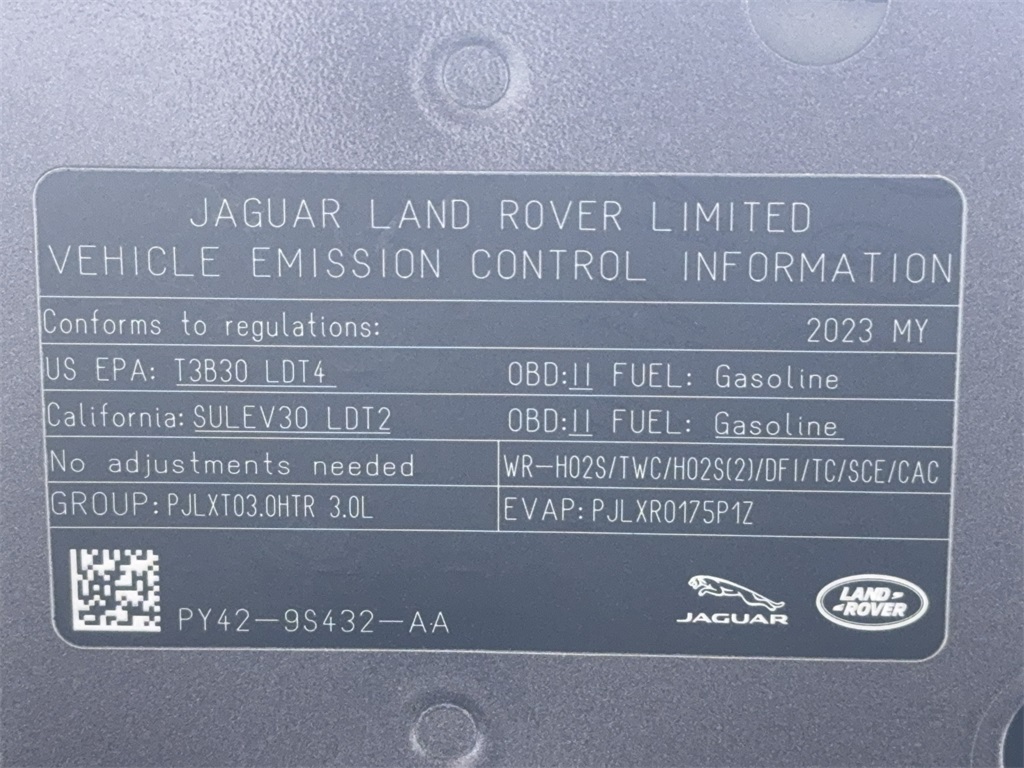 JAGUAR LAND ROVER LIMITED
VEHICLE EMISSION CONTROL INFORMATION
Conforms to regulations: 2023 MY
US EPA: T3B30 LDT4 OBD:II FUEL: Gasoline
California: SULEV30 LDT2 OBD:II FUEL: Gasoline
No adjustments needed WR-HO2S/TWC/HO2S(2)/DFI/TC/SCE/CAC
GROUP: PJLXT03.0HTR 3.0L EVAP: PJLXR0175P1Z
PY42-9S432-AA JAGUAR LAND-ROVER